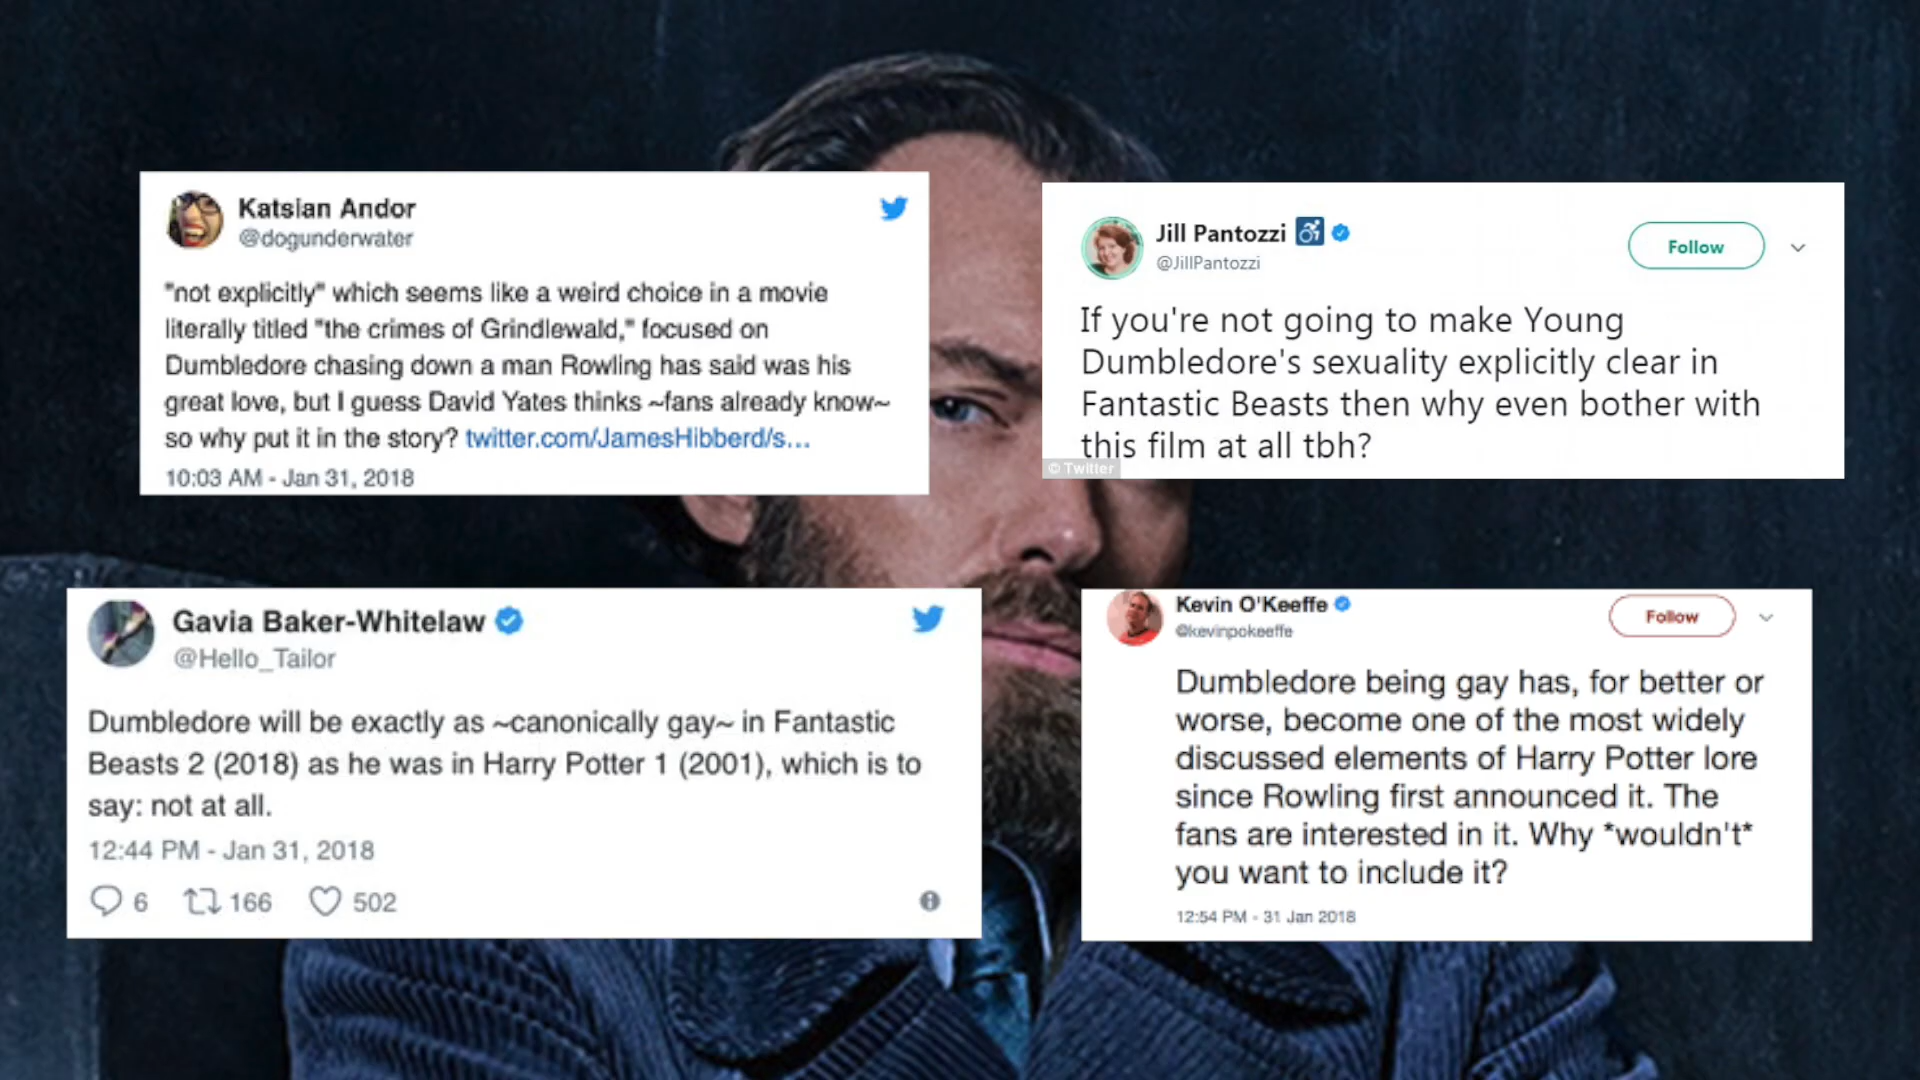 Katsian Andor
@dogunderwater
"not explicitly" which seems like a weird choice in a movie
literally titled "the crimes of Grindlewald," focused on
Dumbledore chasing down a man Rowling has said was his
great love, but I guess David Yates thinks ~fans already know~
so why put it in the story? twitter.com/JamesHibberd/s...
10:03 AM - Jan 31, 2018
Jill Pantozzi
@JillPantozzi
Follow
If you're not going to make Young
Dumbledore's sexuality explicitly clear in
Fantastic Beasts then why even bother with
this film at all tbh?
© Twitter
Gavia Baker-Whitelaw
@Hello_Tailor
Dumbledore will be exactly as ~canonically gay~ in Fantastic
Beasts 2 (2018) as he was in Harry Potter 1 (2001), which is to
say: not at all.
12:44 PM - Jan 31, 2018
6 166 502
Kevin O'Keeffe
@kevinpokeeffe
Follow
Dumbledore being gay has, for better or
worse, become one of the most widely
discussed elements of Harry Potter lore
since Rowling first announced it. The
fans are interested in it. Why *wouldn't*
you want to include it?
12:54 PM - 31 Jan 2018